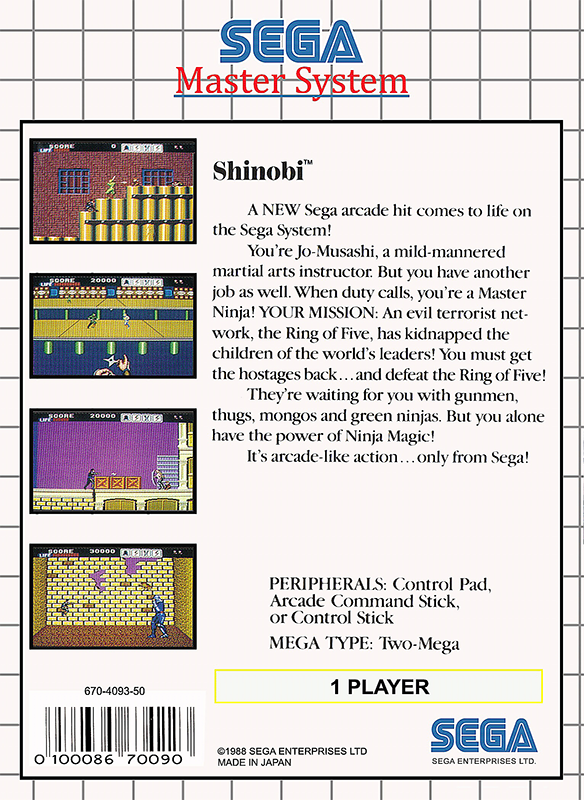 SEGA
Master System
SCORE 0
LIFE
Shinobi™
A NEW Sega arcade hit comes to life on
the Sega System!
You're Jo-Musashi, a mild-mannered
martial arts instructor. But you have another
job as well. When duty calls, you're a Master
Ninja! YOUR MISSION: An evil terrorist net-
work, the Ring of Five, has kidnapped the
children of the world's leaders! You must get
the hostages back...and defeat the Ring of Five!
They're waiting for you with gunmen,
thugs, mongos and green ninjas. But you alone
have the power of Ninja Magic!
It's arcade-like action...only from Sega!
SCORE 20000
LIFE
SCORE 20000
LIFE
SCORE 30000
LIFE
PERIPHERALS: Control Pad,
Arcade Command Stick,
or Control Stick
MEGA TYPE: Two-Mega
1 PLAYER
670-4093-50
0 100086 70090
©1988 SEGA ENTERPRISES LTD
MADE IN JAPAN
SEGA
SEGA ENTERPRISES LTD.